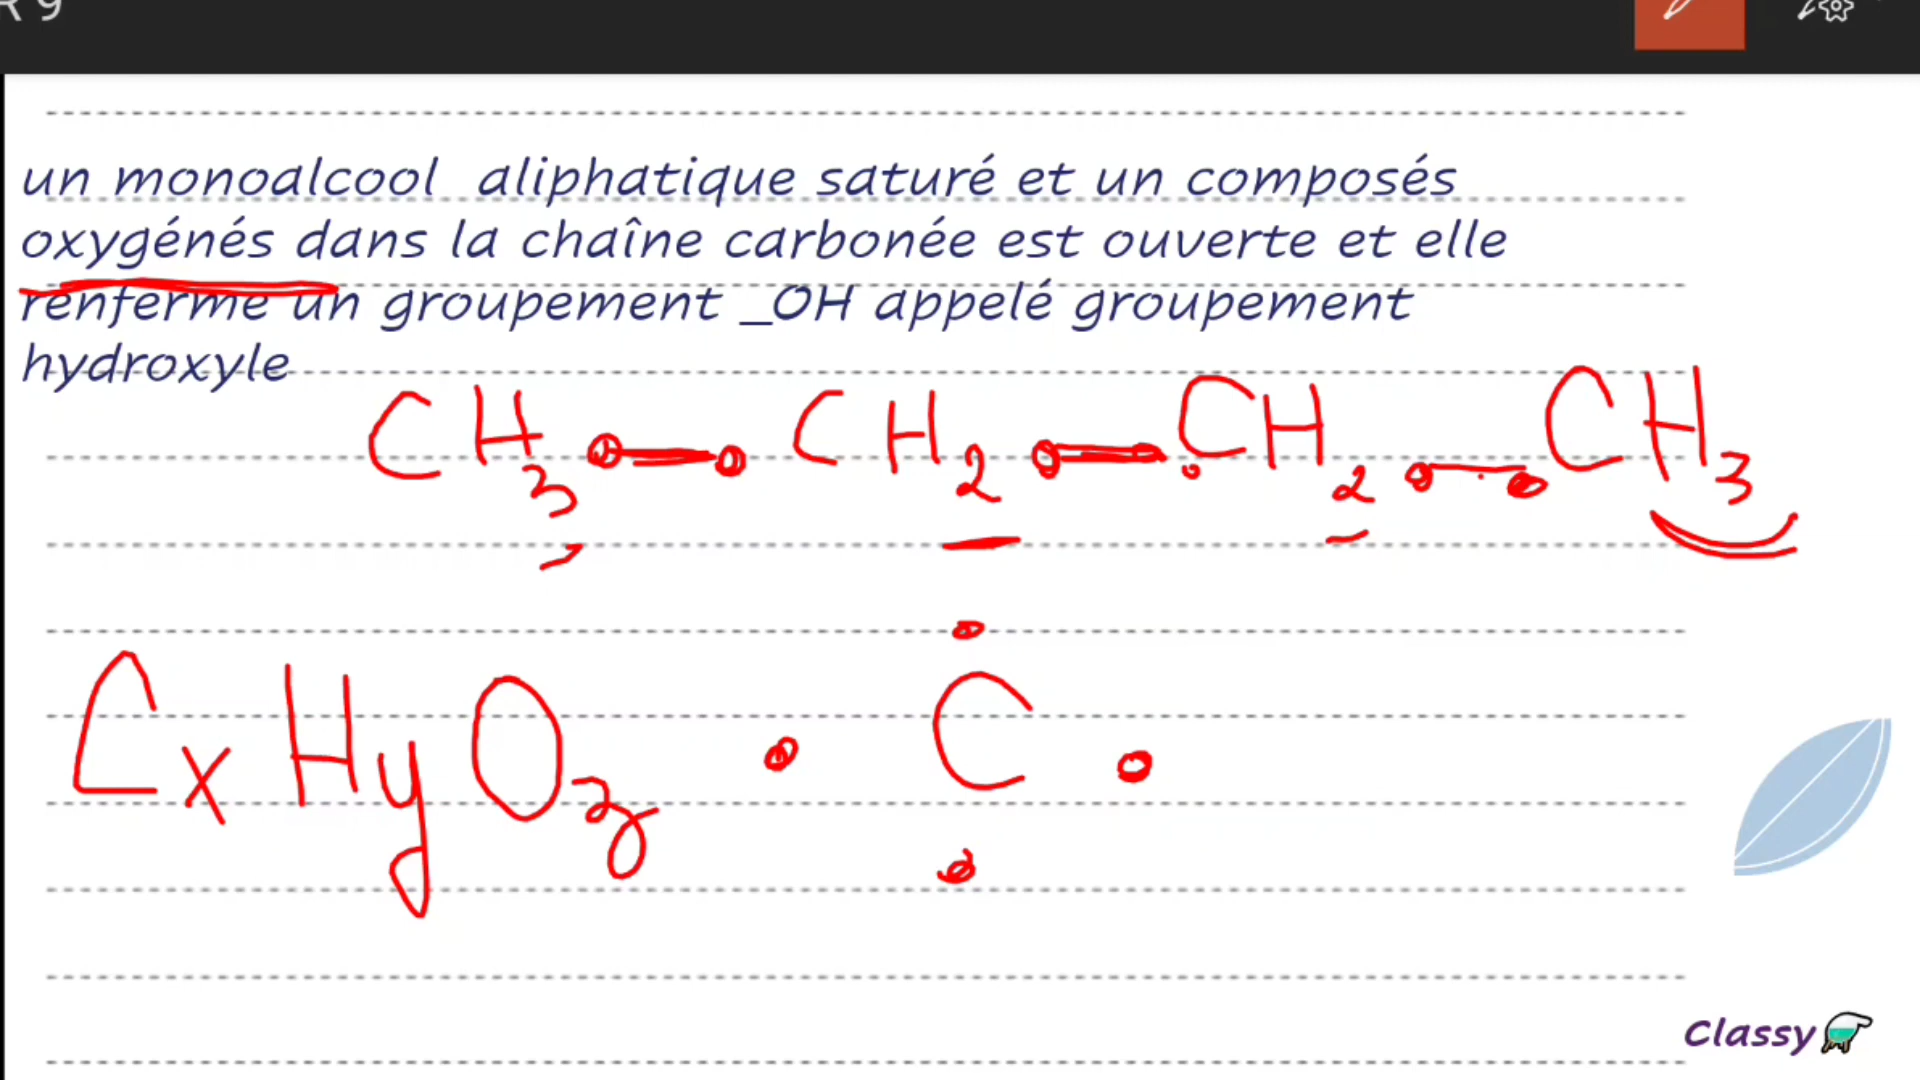 R 9
un monoalcool aliphatique saturé et un composés
oxygénés dans la chaîne carbonée est ouverte et elle
renferme un groupement _OH appelé groupement
hydroxyle
CH3 — CH2 — CH2 — CH3
CxHyOz C
Classy